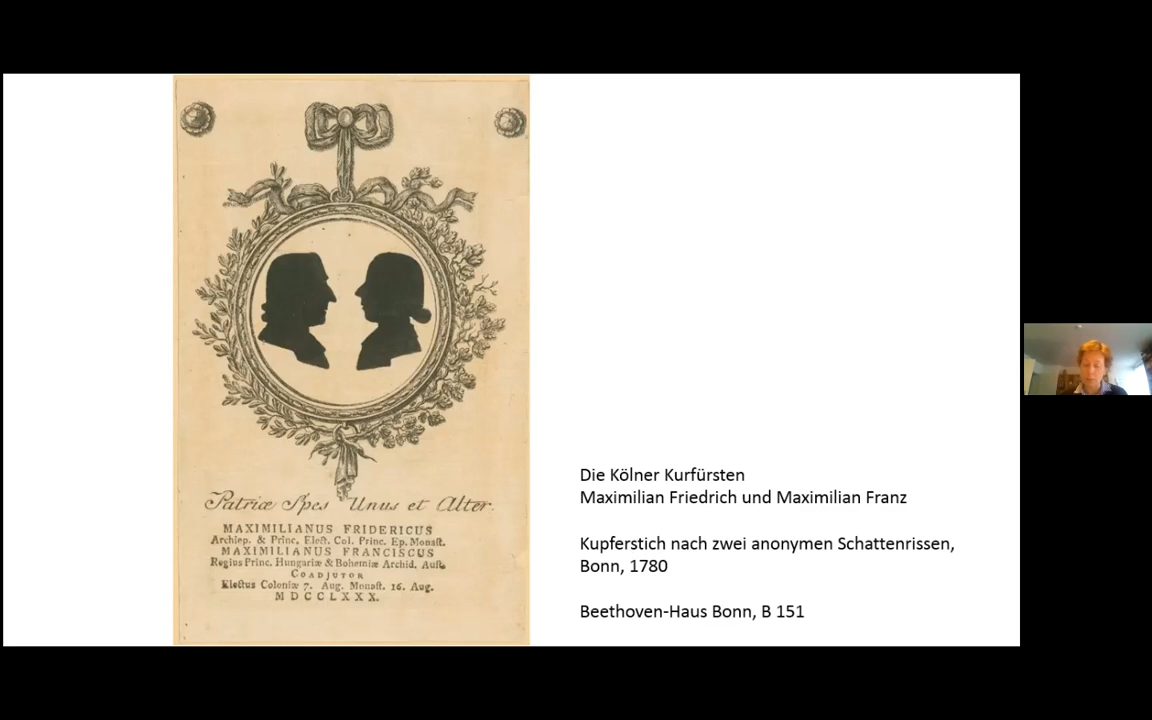 Patriæ Spes Unus et Alter.
MAXIMILIANUS FRIDERICUS
Archiep. & Princ. Elect. Col. Princ. Ep. Monaſt.
MAXIMILIANUS FRANCISCUS
Regius Princ. Hungariæ & Bohemiæ Archid. Auſt.
COADJUTOR
Electus Coloniæ 7. Aug. Monaſt. 16. Aug.
MDCCLXXX.
Die Kölner Kurfürsten
Maximilian Friedrich und Maximilian Franz
Kupferstich nach zwei anonymen Schattenrissen,
Bonn, 1780
Beethoven-Haus Bonn, B 151